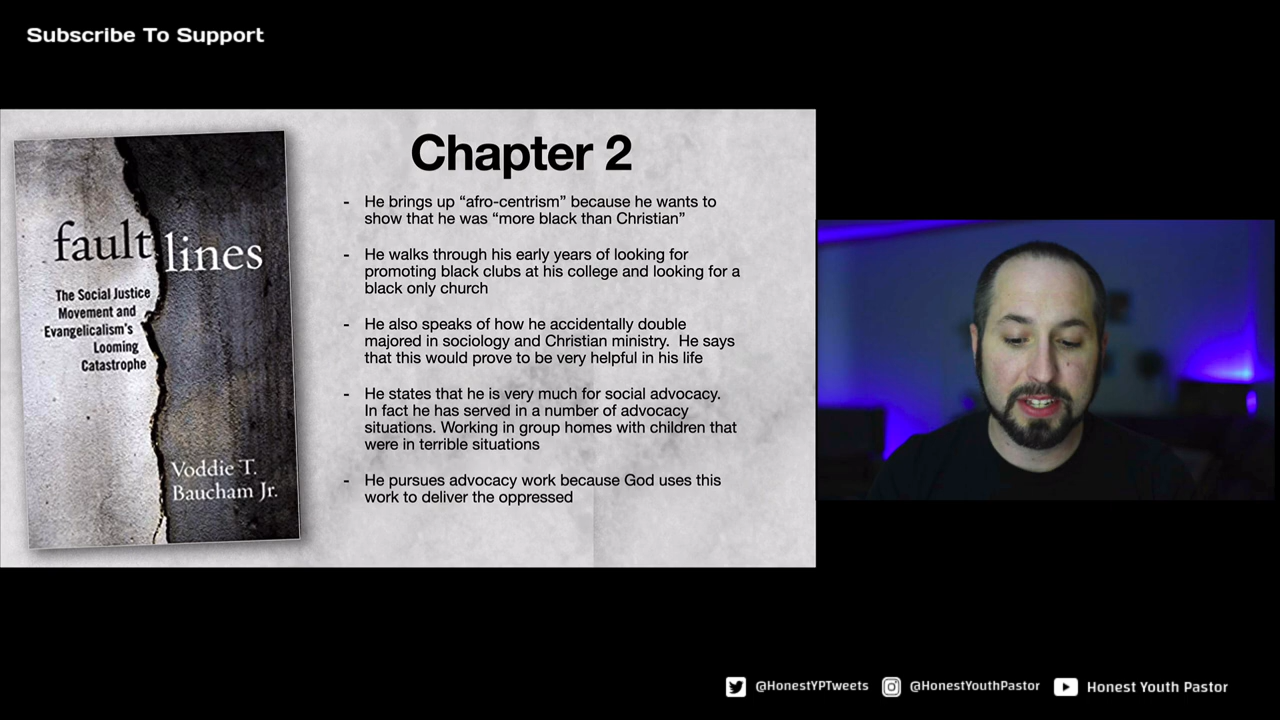 Subscribe To Support
Chapter 2
- He brings up “afro-centrism” because he wants to
show that he was “more black than Christian”
- He walks through his early years of looking for
promoting black clubs at his college and looking for a
black only church
- He also speaks of how he accidentally double
majored in sociology and Christian ministry.  He says
that this would prove to be very helpful in his life
- He states that he is very much for social advocacy.
In fact he has served in a number of advocacy
situations. Working in group homes with children that
were in terrible situations
- He pursues advocacy work because God uses this
work to deliver the oppressed
fault lines
The Social Justice
Movement and
Evangelicalism's
Looming
Catastrophe
Voddie T.
Baucham Jr.
@HonestYPTweets
@HonestYouthPastor
Honest Youth Pastor